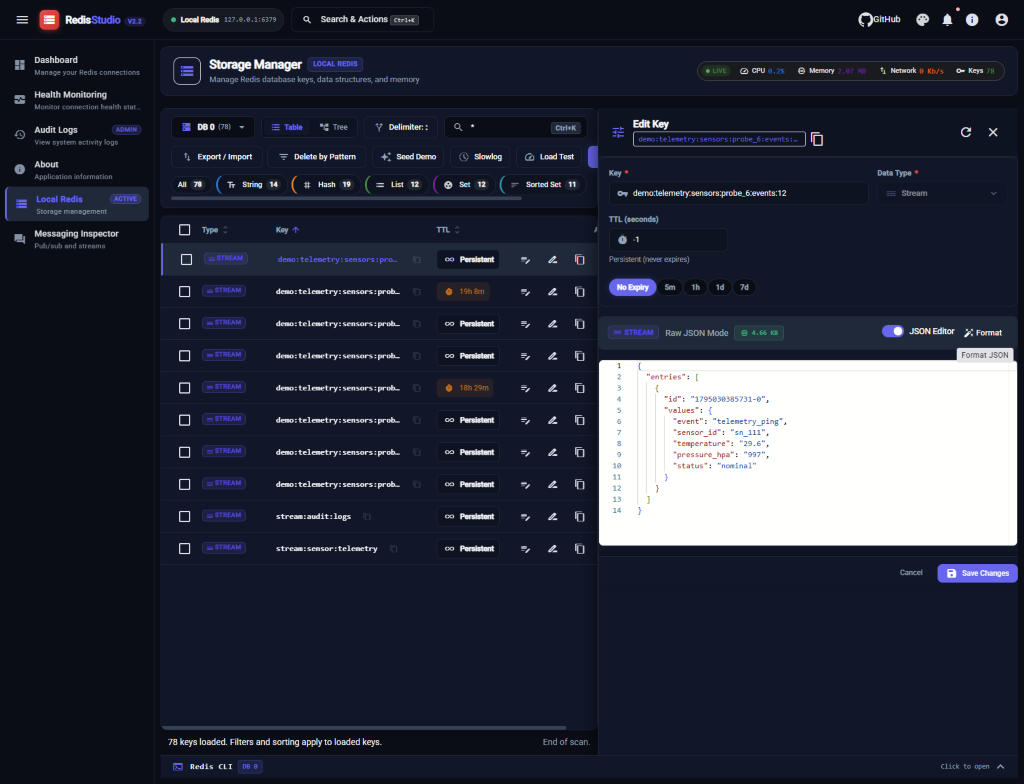 RedisStudio V2.2
Local Redis 127.0.0.1:6379
Search & Actions Ctrl+K
GitHub
Dashboard
Manage your Redis connections
Health Monitoring
Monitor connection health stat...
Audit Logs ADMIN
View system activity logs
About
Application information
Local Redis ACTIVE
Storage management
Messaging Inspector
Pub/sub and streams
Storage Manager LOCAL REDIS
Manage Redis database keys, data structures, and memory
LIVE CPU 0.2% Memory 2.07 MB Network 0 Kb/s Keys 78
DB 0 (78) Table Tree Delimiter: : * Ctrl+K
Export / Import Delete by Pattern Seed Demo Slowlog Load Test
All 78 String 14 Hash 19 List 12 Set 12 Sorted Set 11
Type Key TTL A
STREAM demo:telemetry:sensors:pro... Persistent
STREAM demo:telemetry:sensors:prob... 19h 8m
STREAM demo:telemetry:sensors:prob... Persistent
STREAM demo:telemetry:sensors:prob... Persistent
STREAM demo:telemetry:sensors:prob... 18h 29m
STREAM demo:telemetry:sensors:prob... Persistent
STREAM demo:telemetry:sensors:prob... Persistent
STREAM demo:telemetry:sensors:prob... Persistent
STREAM stream:audit:logs Persistent
STREAM stream:sensor:telemetry Persistent
78 keys loaded. Filters and sorting apply to loaded keys. End of scan.
Edit Key
demo:telemetry:sensors:probe_6:events:...
Key * Data Type *
demo:telemetry:sensors:probe_6:events:12 Stream
TTL (seconds)
-1
Persistent (never expires)
No Expiry 5m 1h 1d 7d
STREAM Raw JSON Mode 4.66 KB JSON Editor Format
Format JSON
1 {
2 "entries": [
3 {
4 "id": "1795030385731-0",
5 "values": {
6 "event": "telemetry_ping",
7 "sensor_id": "sn_111",
8 "temperature": "29.6",
9 "pressure_hpa": "997",
10 "status": "nominal"
11 }
12 }
13 ]
14 }
Cancel Save Changes
Redis CLI DB 0 Click to open